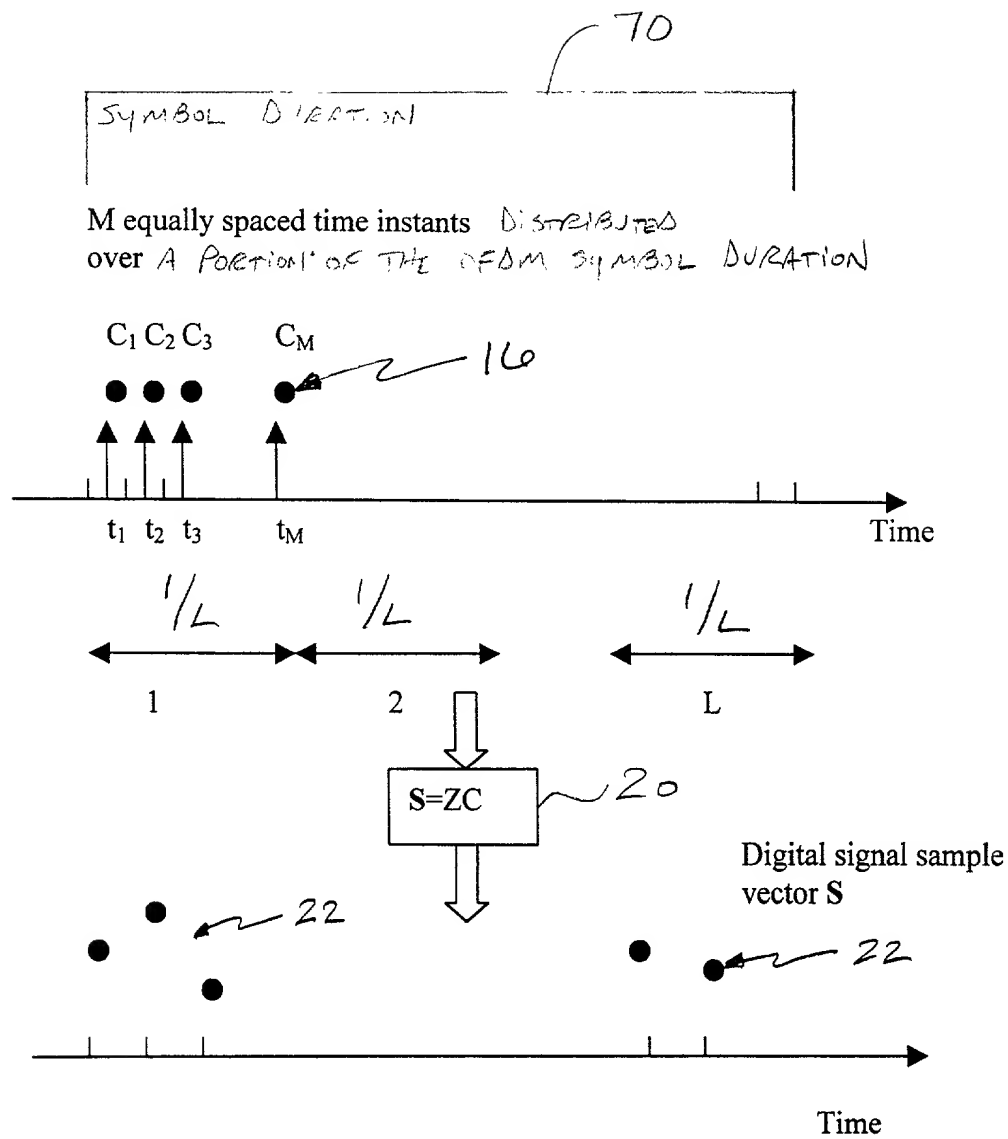 70
SYMBOL DURATION
M equally spaced time instants DISTRIBUTED
over A PORTION OF THE OFDM SYMBOL DURATION
C1 C2 C3 CM
16
t1 t2 t3 tM
Time
1/L 1/L 1/L
1 2 L
S=ZC
20
Digital signal sample
vector S
22
22
Time